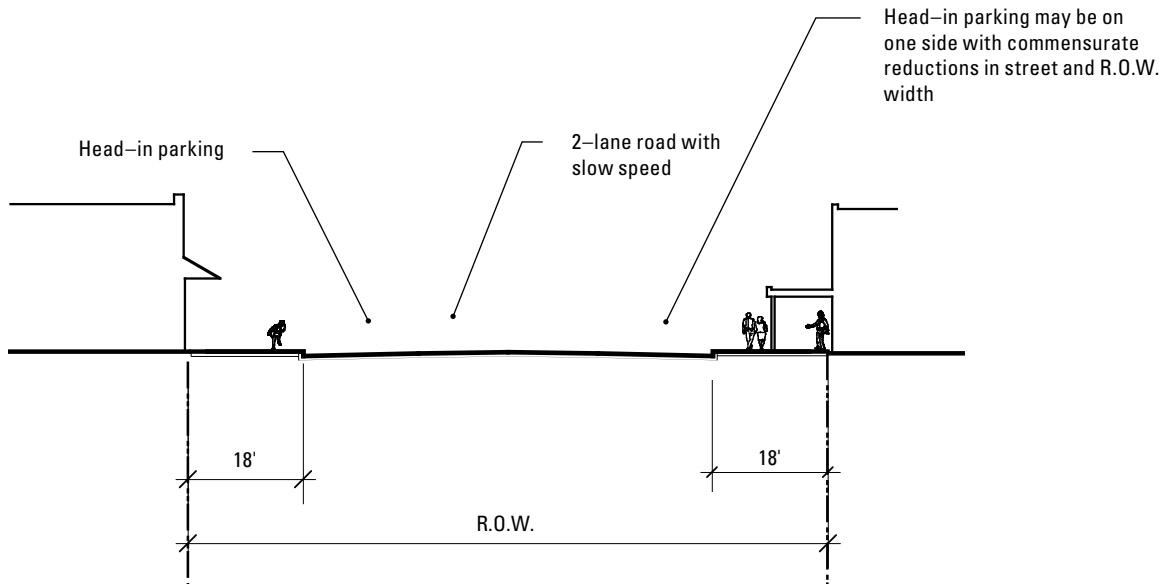 Head–in parking may be on
one side with commensurate
reductions in street and R.O.W.
width
Head–in parking
2–lane road with
slow speed
18'
18'
R.O.W.